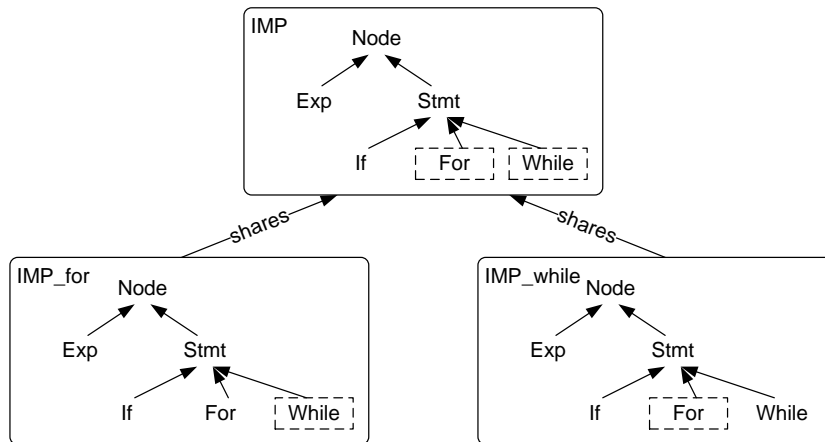 IMP
Node
Exp Stmt
If For While
shares shares
IMP_for IMP_while
Node Node
Exp Stmt Exp Stmt
If For While If For While